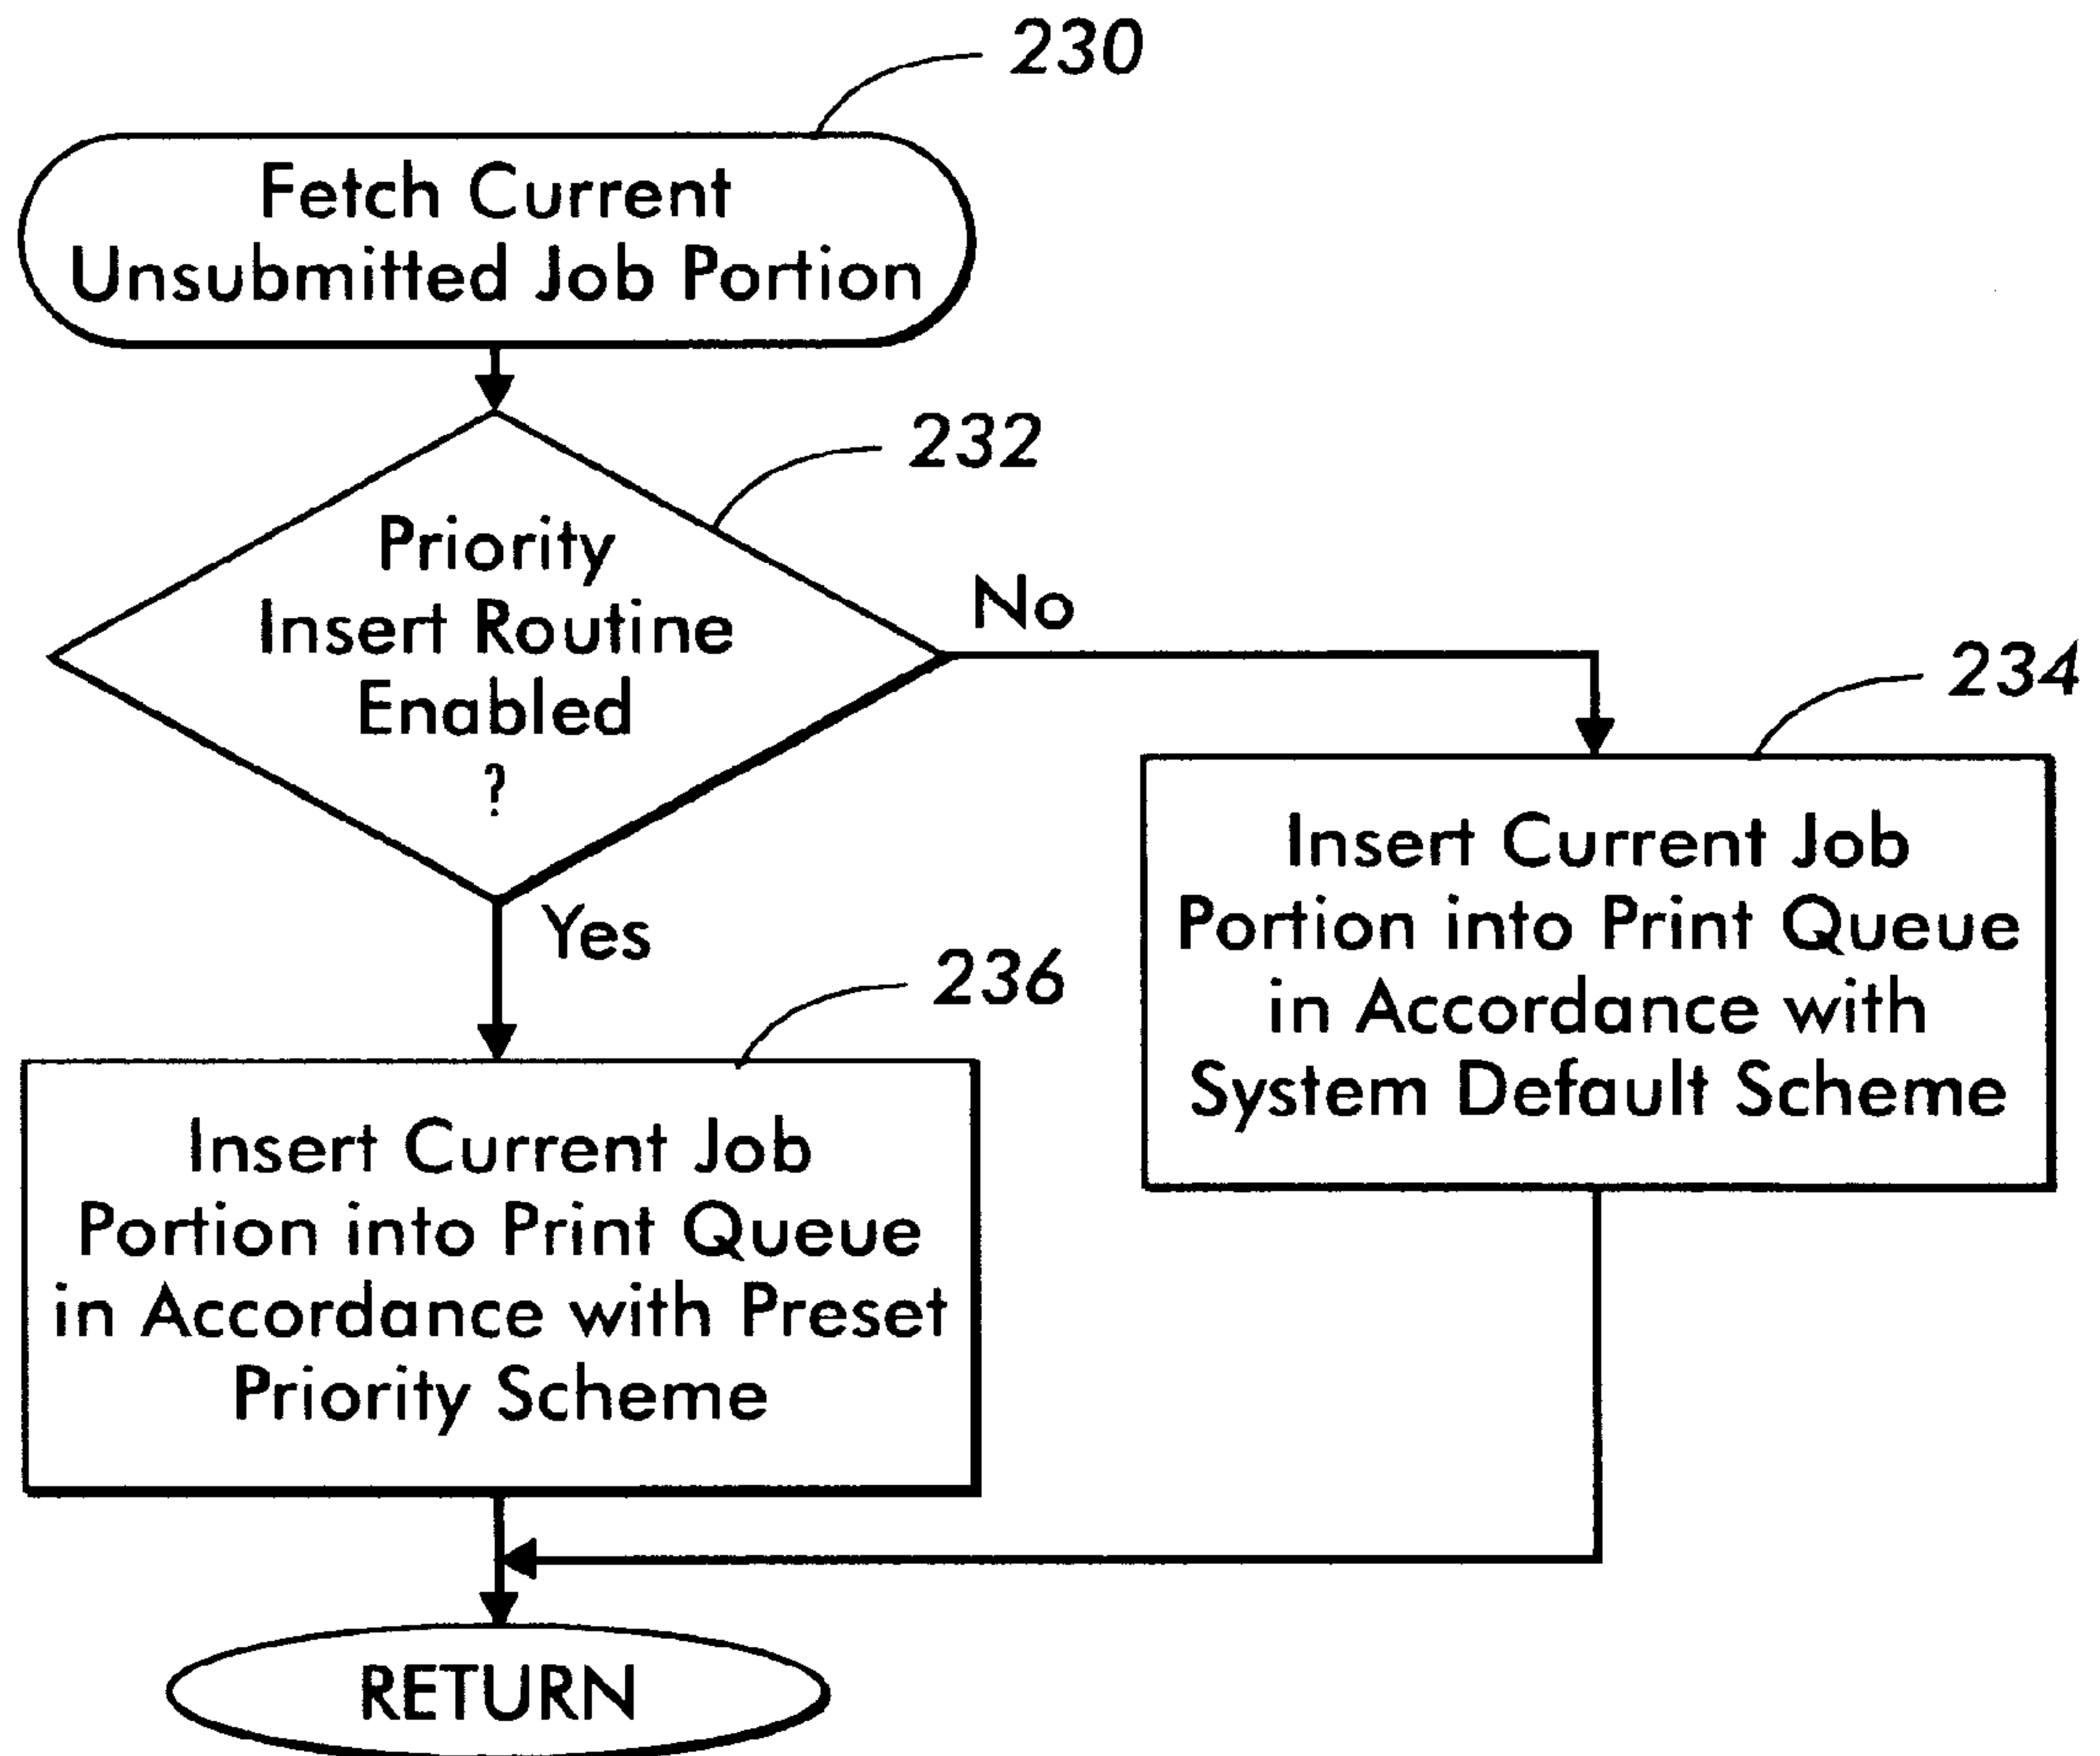 230
Fetch Current
Unsubmitted Job Portion
232
Priority
Insert Routine
Enabled
?
No
234
Insert Current Job
Portion into Print Queue
in Accordance with
System Default Scheme
Yes
236
Insert Current Job
Portion into Print Queue
in Accordance with Preset
Priority Scheme
RETURN